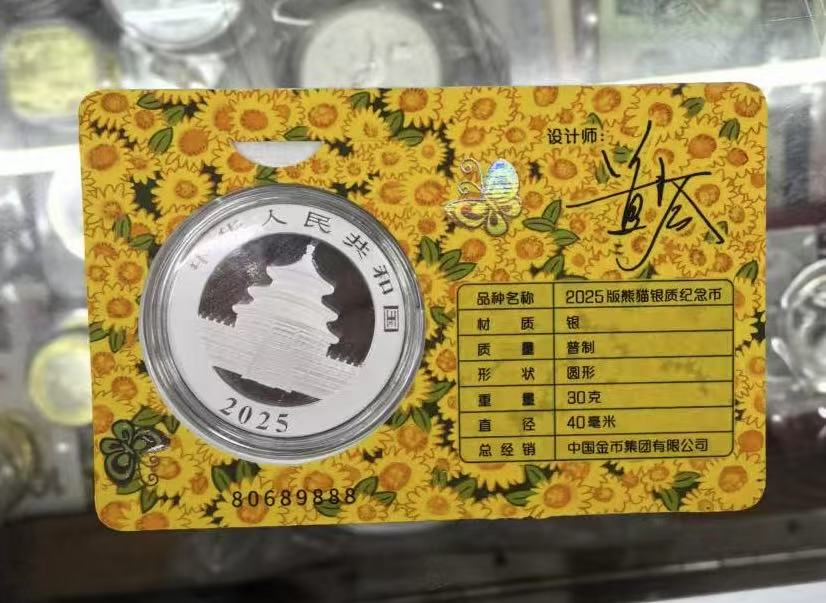 设计师：
中华人民共和国
2025
品种名称 2025版熊猫银质纪念币
材质 银
质量 普制
形状 圆形
重量 30克
直径 40毫米
总经销 中国金币集团有限公司
80689888